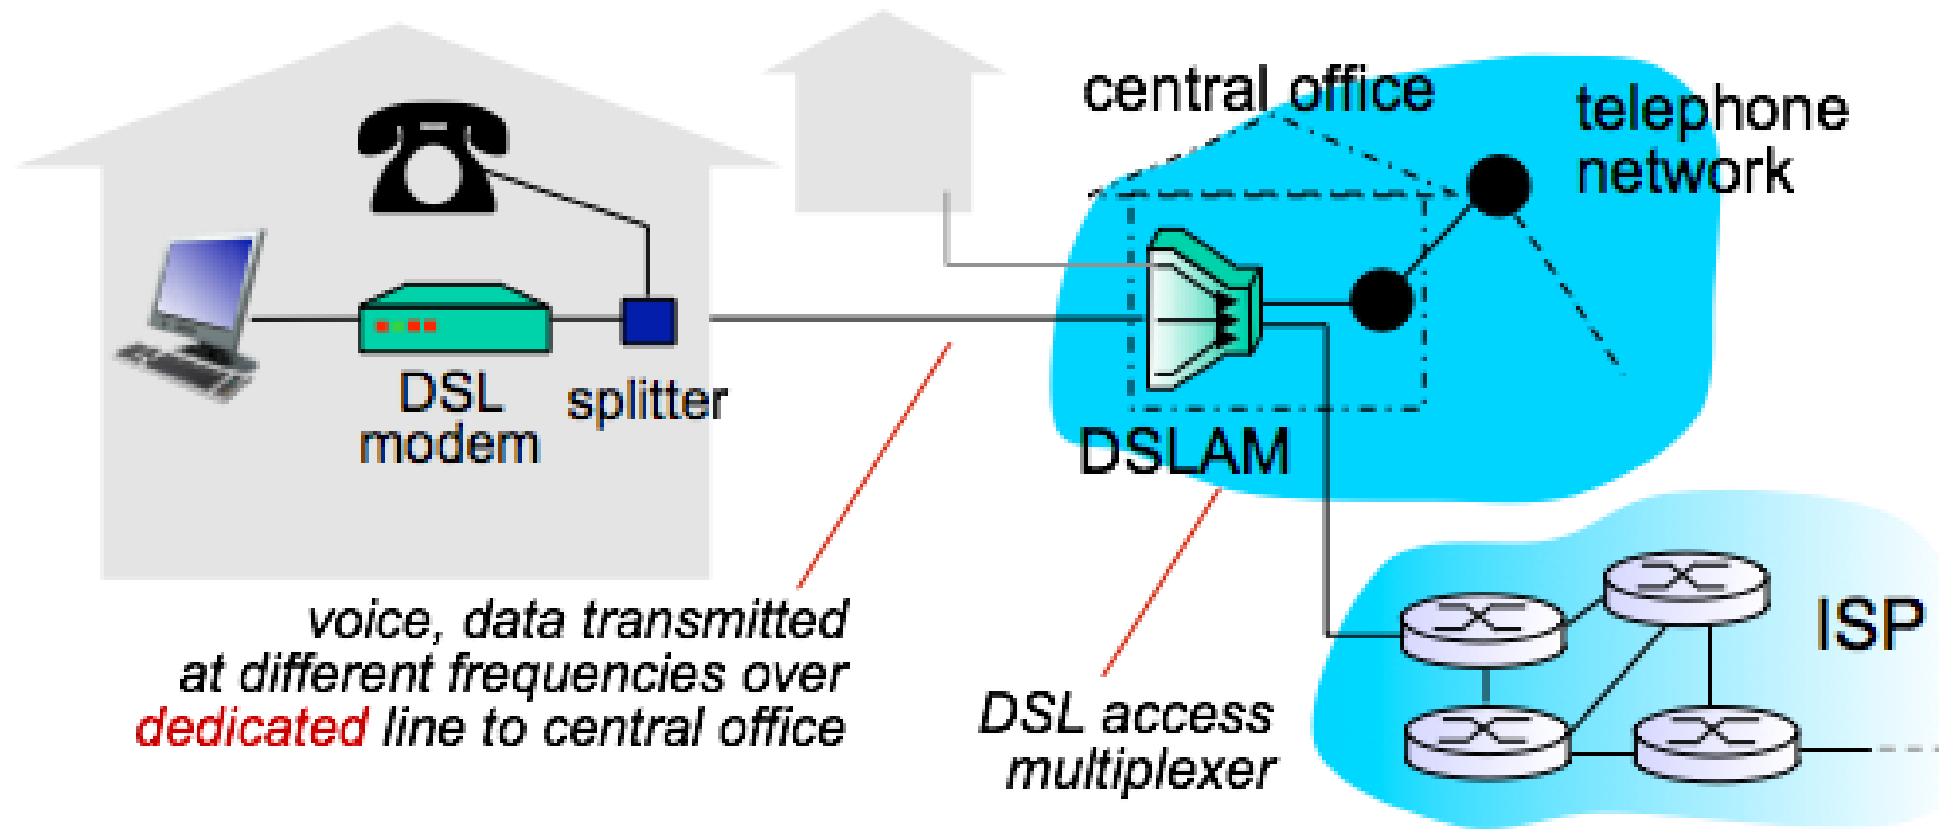 central office
telephone
network
DSL
modem
splitter
DSLAM
voice, data transmitted
at different frequencies over
dedicated line to central office
DSL access
multiplexer
ISP